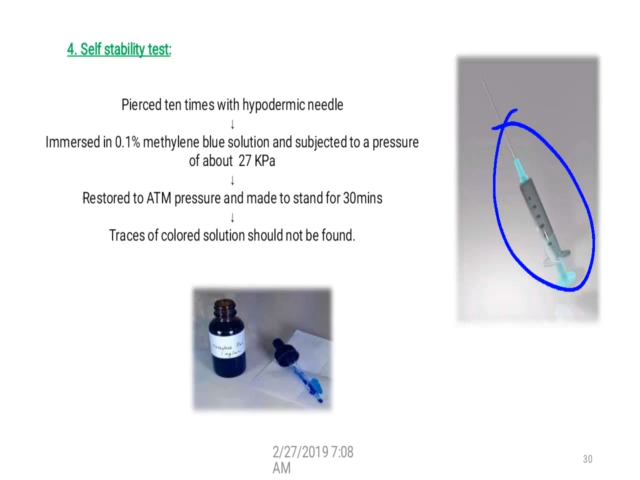 4. Self stability test:
Pierced ten times with hypodermic needle
↓
Immersed in 0.1% methylene blue solution and subjected to a pressure
of about 27 KPa
↓
Restored to ATM pressure and made to stand for 30mins
↓
Traces of colored solution should not be found.
2/27/2019 7:08
AM
30